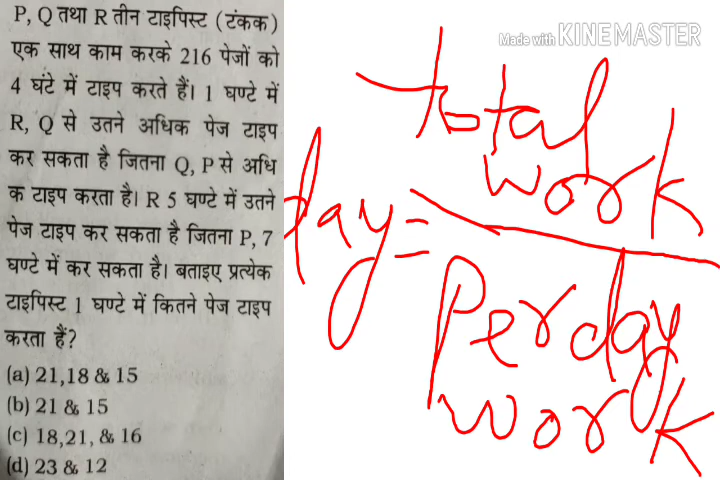 P, Q तथा R तीन टाइपिस्ट (टंकक)
एक साथ काम करके 216 पेजों को
4 घंटे में टाइप करते हैं। 1 घण्टे में
R, Q से उतने अधिक पेज टाइप
कर सकता है जितना Q, P से अधि
क टाइप करता है। R 5 घण्टे में उतने
पेज टाइप कर सकता है जितना P, 7
घण्टे में कर सकता है। बताइए प्रत्येक
टाइपिस्ट 1 घण्टे में कितने पेज टाइप
करता हैं?
(a) 21,18 & 15
(b) 21 & 15
(c) 18,21, & 16
(d) 23 & 12
Made with KINEMASTER
total
work
day=
Perday
work